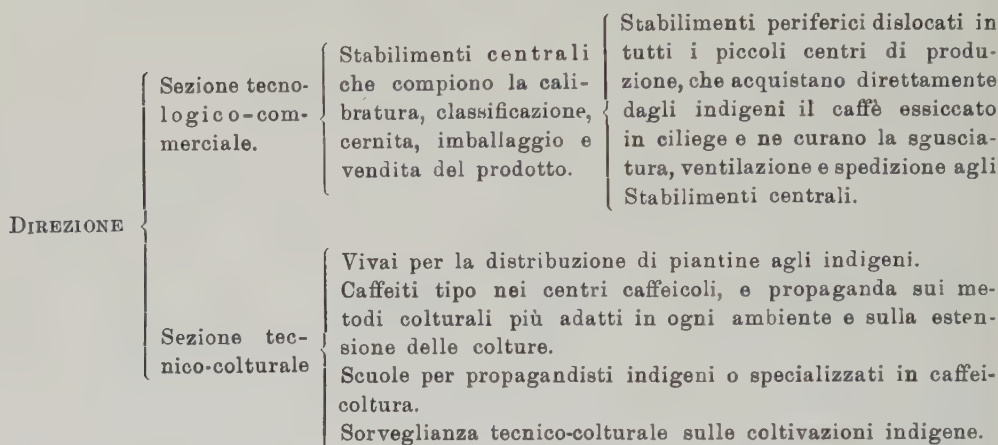 DIREZIONE
Sezione tecno-
logico-com-
merciale.
Stabilimenti centrali
che compiono la cali-
bratura, classificazione,
cernita, imballaggio e
vendita del prodotto.
Stabilimenti periferici dislocati in
tutti i piccoli centri di produ-
zione, che acquistano direttamente
dagli indigeni il caffè essiccato
in ciliege e ne curano la sguscia-
tura, ventilazione e spedizione agli
Stabilimenti centrali.
Sezione tec-
nico-colturale
Vivai per la distribuzione di piantine agli indigeni.
Caffeiti tipo nei centri caffeicoli, e propaganda sui me-
todi colturali più adatti in ogni ambiente e sulla esten-
sione delle colture.
Scuole per propagandisti indigeni o specializzati in caffei-
coltura.
Sorveglianza tecnico-colturale sulle coltivazioni indigene.